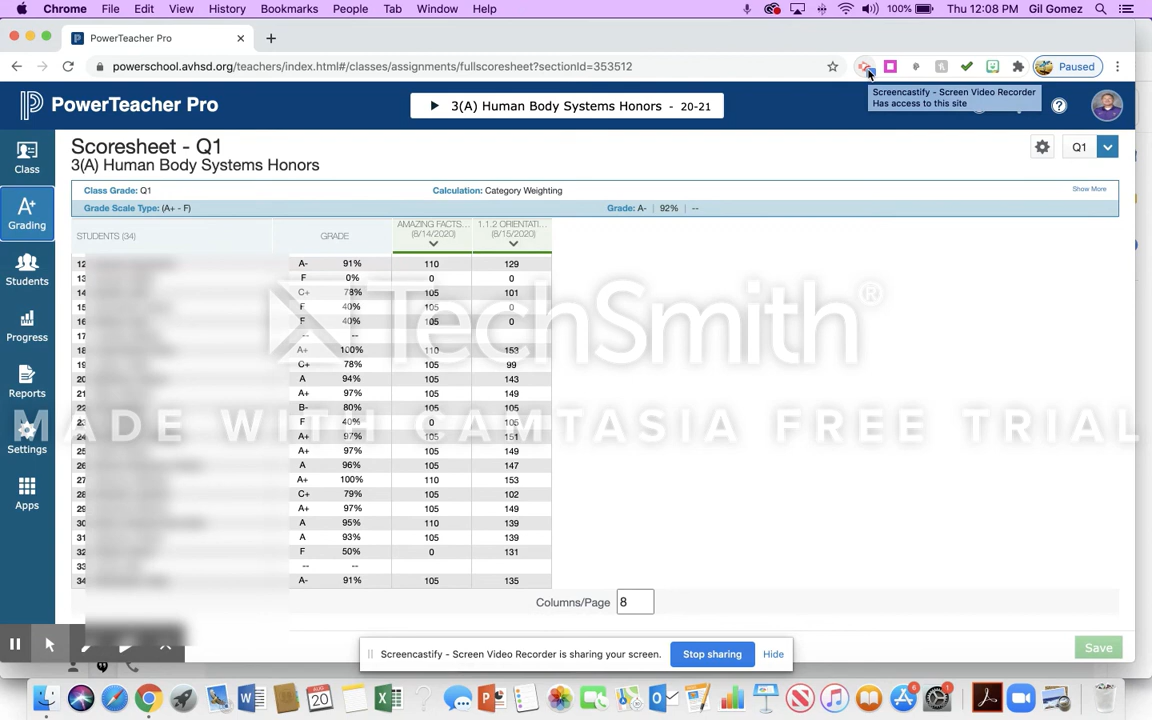 Chrome File Edit View History Bookmarks People Tab Window Help 100% Thu 12:08 PM Gil Gomez
PowerTeacher Pro
powerschool.avhsd.org/teachers/index.html#/classes/assignments/fullscoresheet?sectionId=353512 Paused
Screencastify - Screen Video Recorder
Has access to this site
PowerTeacher Pro 3(A) Human Body Systems Honors - 20-21
Class
Grading
Students
Progress
Reports
Settings
Apps
Scoresheet - Q1 Q1
3(A) Human Body Systems Honors
Class Grade: Q1 Calculation: Category Weighting Show More
Grade Scale Type: (A+ - F) Grade: A- | 92% | --
STUDENTS (34) GRADE AMAZING FACTS... (8/14/2020) 1.1.2 ORIENTATI... (8/15/2020)
12 A- 91% 110 129
13 F 0% 0 0
14 C+ 78% 105 101
15 F 40% 105 0
16 F 40% 105 0
17 -- --
18 A+ 100% 110 153
19 C+ 78% 105 99
20 A 94% 105 143
21 A+ 97% 105 149
22 B- 80% 105 105
23 F 40% 0 105
24 A+ 97% 105 151
25 A+ 97% 105 149
26 A 96% 105 147
27 A+ 100% 110 153
28 C+ 79% 105 102
29 A+ 97% 105 149
30 A 95% 110 139
31 A 93% 105 139
32 F 50% 0 131
33 -- --
34 A- 91% 105 135
TechSmith®
MADE WITH CAMTASIA FREE TRIAL
Columns/Page 8
Save
Screencastify - Screen Video Recorder is sharing your screen. Stop sharing Hide
AUG
20
6
1